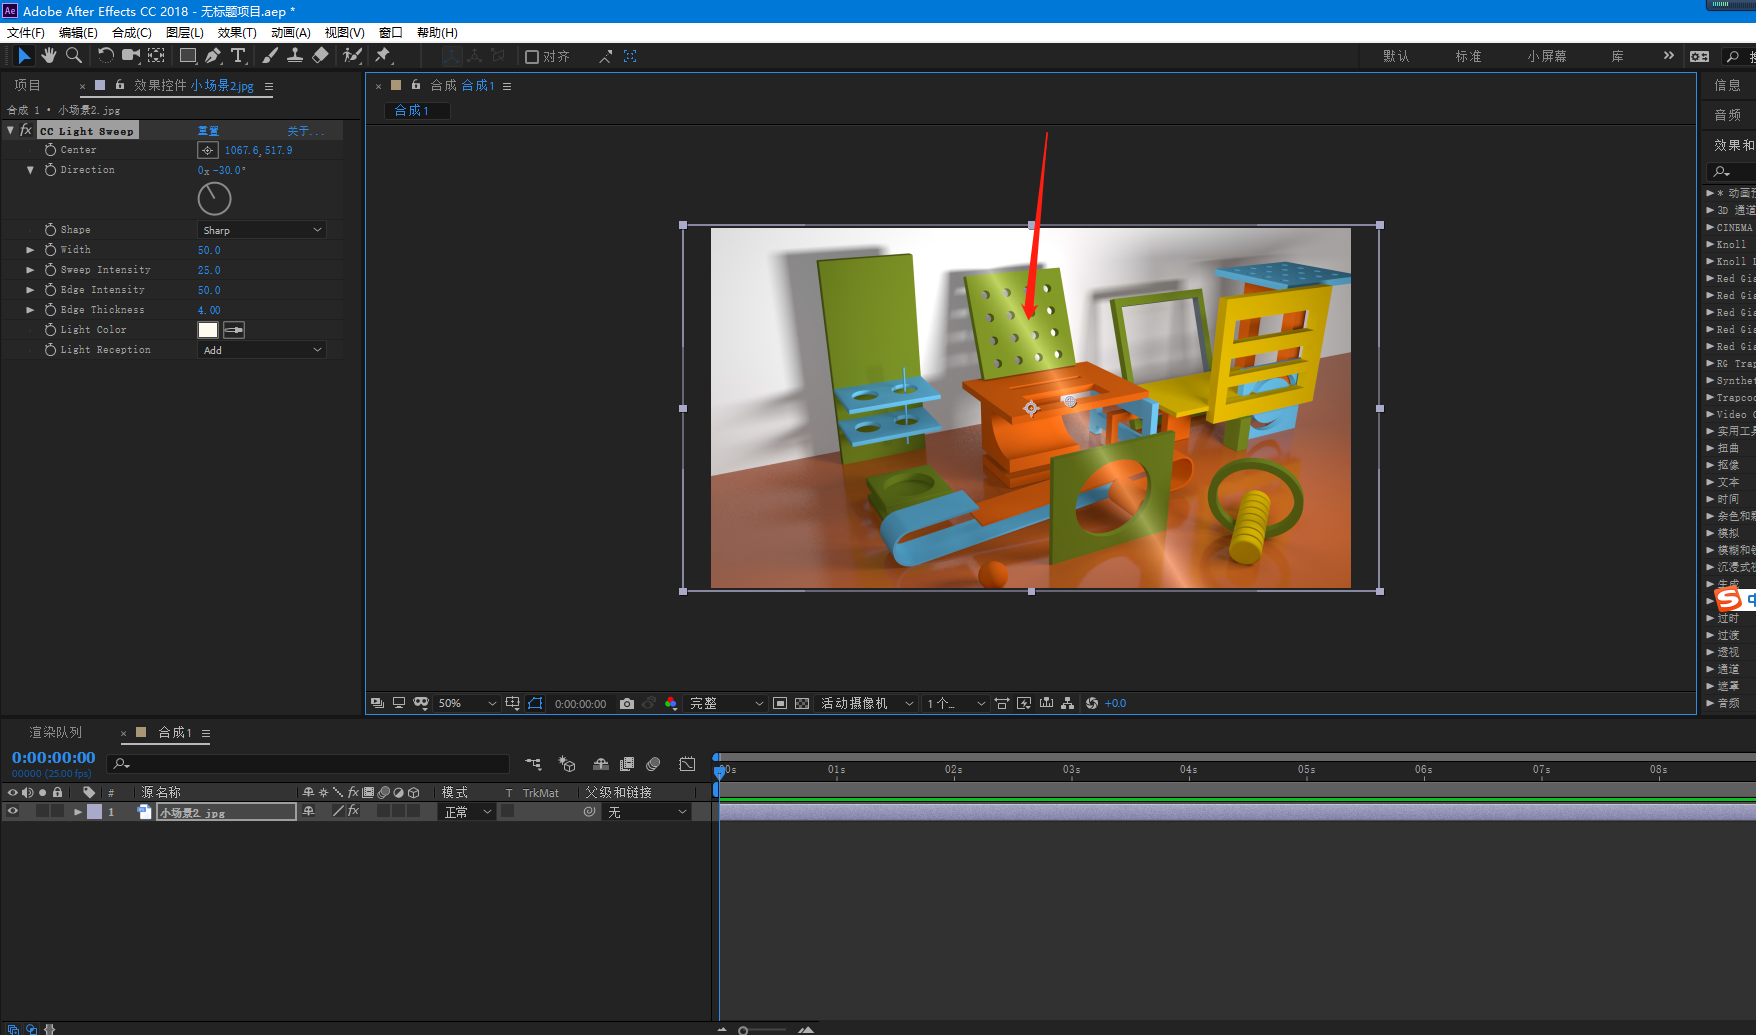 Ae Adobe After Effects CC 2018 - 无标题项目.aep *
文件(F) 编辑(E) 合成(C) 图层(L) 效果(T) 动画(A) 视图(V) 窗口 帮助(H)
T 对齐 默认 标准 小屏幕 库 »
项目 × 效果控件 小场景2.jpg
合成 1 • 小场景2.jpg
fx CC Light Sweep 重置 关于...
Center 1067.6,517.9
Direction 0x -30.0°
Shape Sharp
Width 50.0
Sweep Intensity 25.0
Edge Intensity 50.0
Edge Thickness 4.00
Light Color
Light Reception Add
× 合成 合成1
合成1
50% 0:00:00:00 完整 活动摄像机 1个... +0.0
信息
音频
效果和
* 动画预
3D 通道
CINEMA
Knoll
Knoll L
Red Gia
Red Gia
Red Gia
Red Gia
Red Gia
RG Trap
Synthet
Trapcod
Video C
实用工具
扭曲
抠像
文本
时间
杂色和颗
模拟
模糊和锐
沉浸式视
生成
S 中
过时
过渡
透视
通道
遮罩
音频
渲染队列 × 合成1
0:00:00:00
00000 (25.00 fps)
00s 01s 02s 03s 04s 05s 06s 07s 08s
# 源名称 fx 模式 T TrkMat 父级和链接
1 小场景2.jpg fx 正常 无